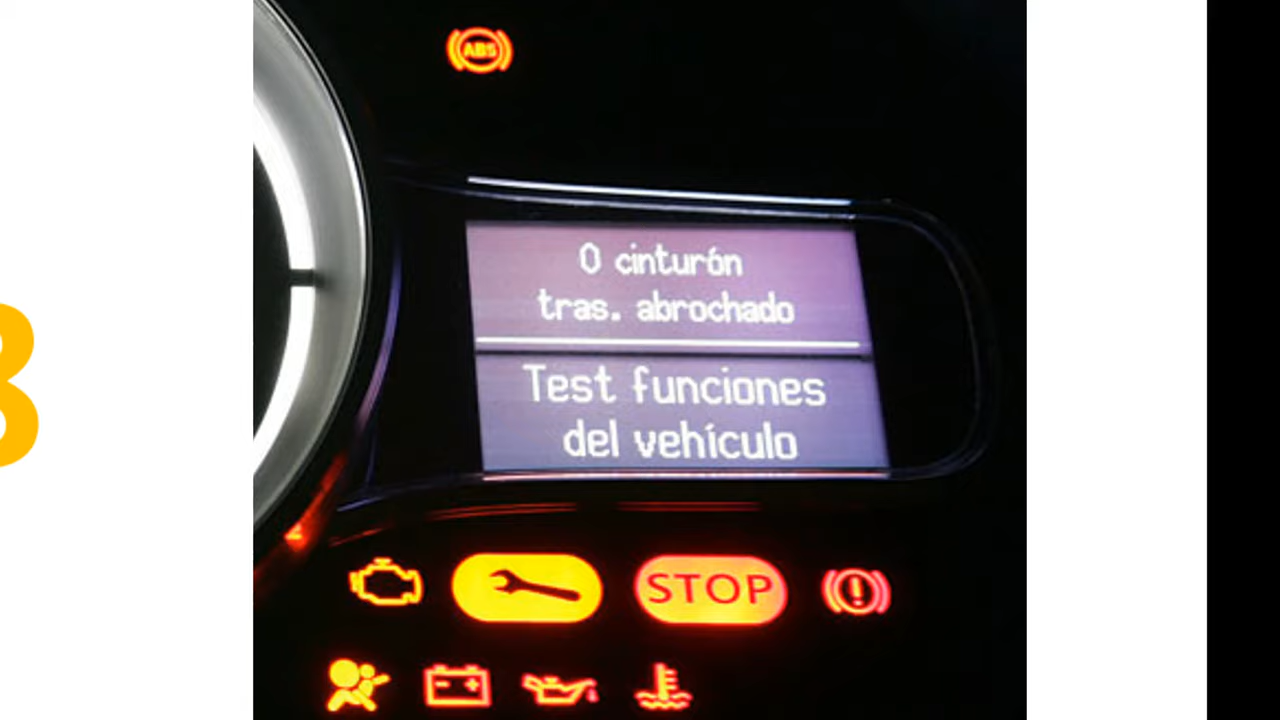 ABS
0 cinturón
tras. abrochado
Test funciones
del vehículo
STOP